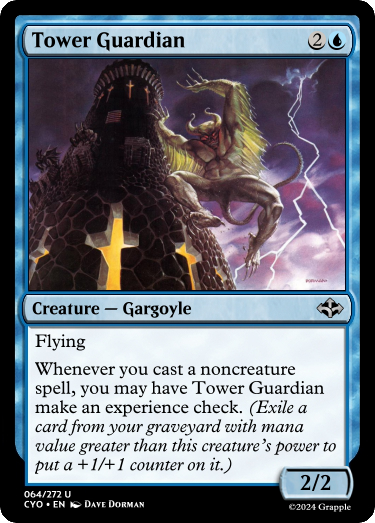 Tower Guardian 2
Creature — Gargoyle
Flying
Whenever you cast a noncreature
spell, you may have Tower Guardian
make an experience check. (Exile a
card from your graveyard with mana
value greater than this creature's power to
put a +1/+1 counter on it.)
2/2
064/272 U
CYO • EN DAVE DORMAN
©2024 Grapple